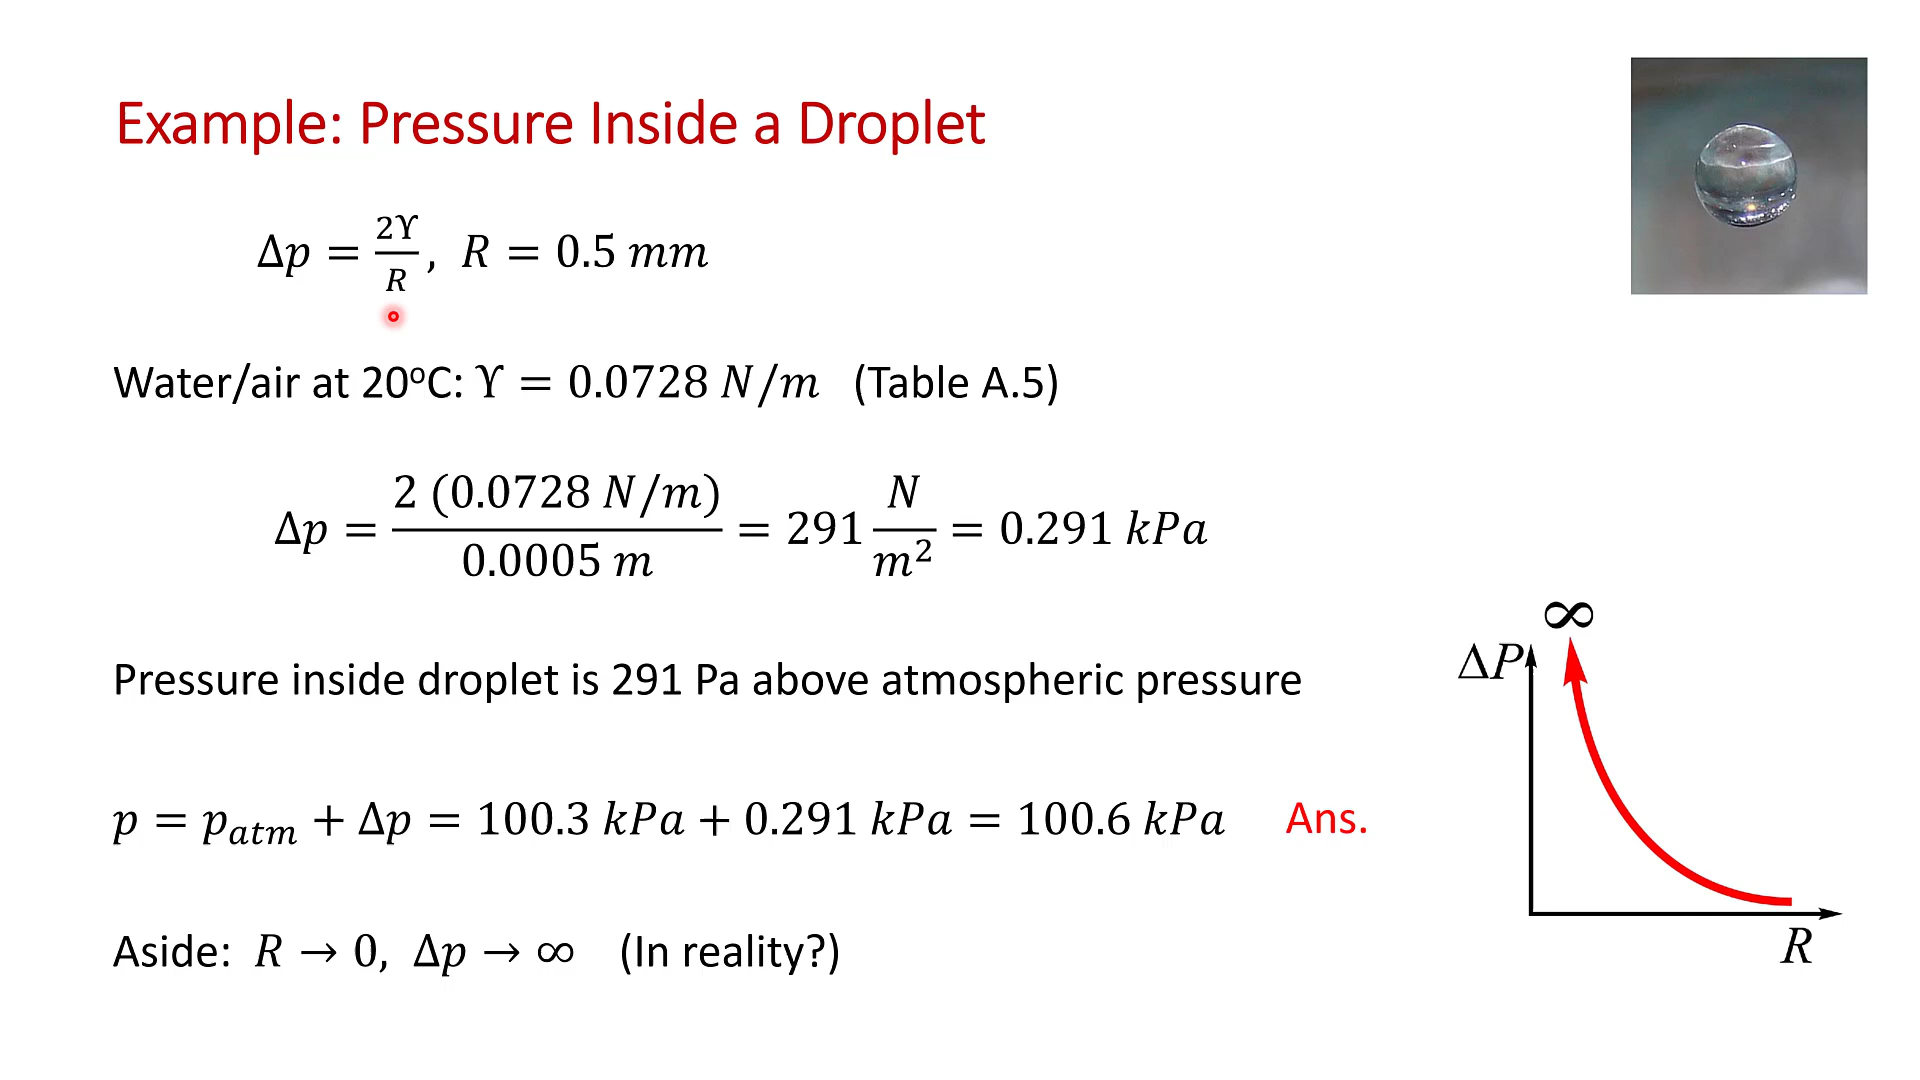 Example: Pressure Inside a Droplet
Δp = 2ϒ/R, R = 0.5 mm
Water/air at 20°C: ϒ = 0.0728 N/m (Table A.5)
Δp = 2 (0.0728 N/m) / 0.0005 m = 291 N/m² = 0.291 kPa
Pressure inside droplet is 291 Pa above atmospheric pressure
p = p_atm + Δp = 100.3 kPa + 0.291 kPa = 100.6 kPa Ans.
Aside: R → 0, Δp → ∞ (In reality?)
∞
ΔP
R